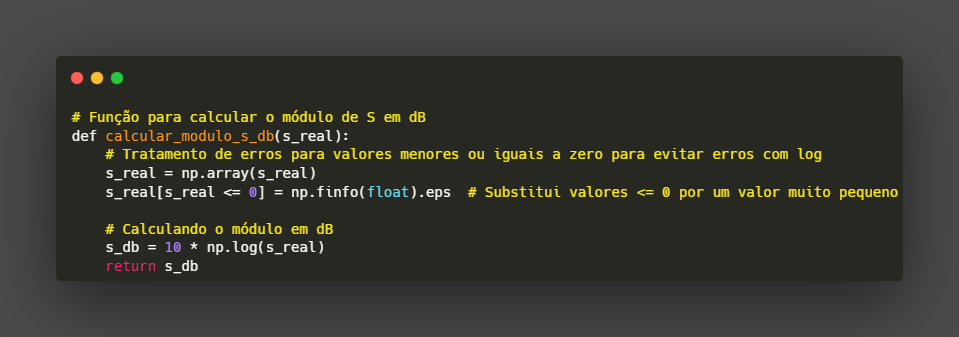 # Função para calcular o módulo de S em dB
def calcular_modulo_s_db(s_real):
    # Tratamento de erros para valores menores ou iguais a zero para evitar erros com log
    s_real = np.array(s_real)
    s_real[s_real <= 0] = np.finfo(float).eps  # Substitui valores <= 0 por um valor muito pequeno
    # Calculando o módulo em dB
    s_db = 10 * np.log(s_real)
    return s_db